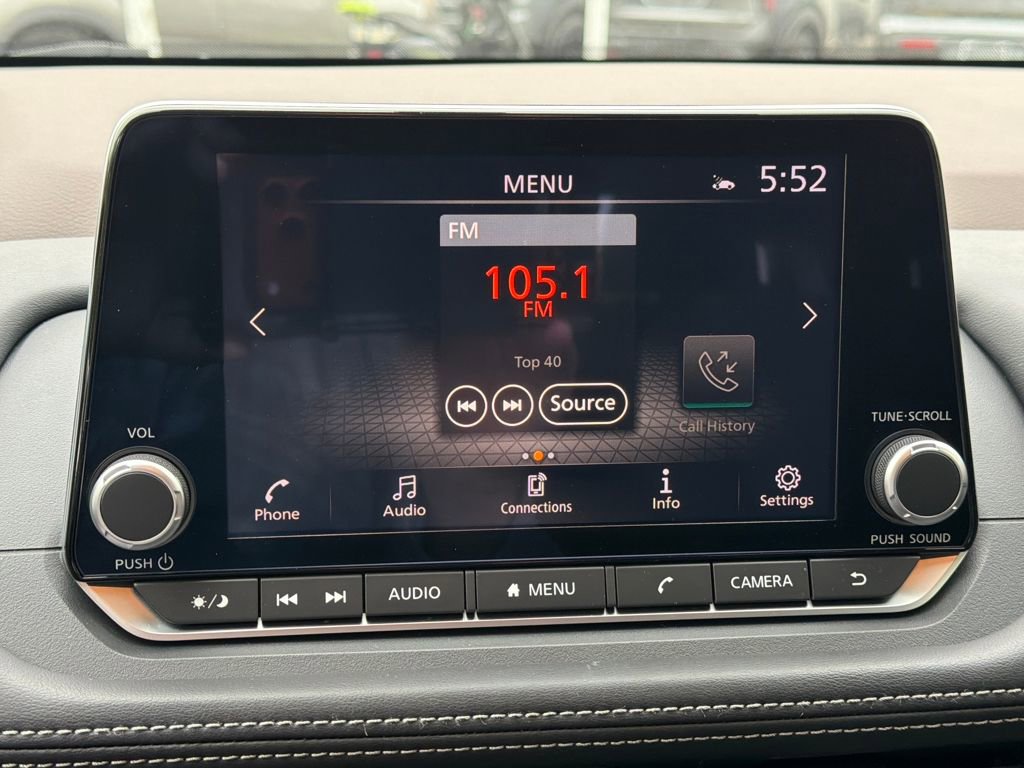 MENU
5:52
FM
105.1
FM
Top 40
Source
Call History
Phone
Audio
Connections
Info
Settings
VOL
PUSH
TUNE·SCROLL
PUSH SOUND
AUDIO
MENU
CAMERA